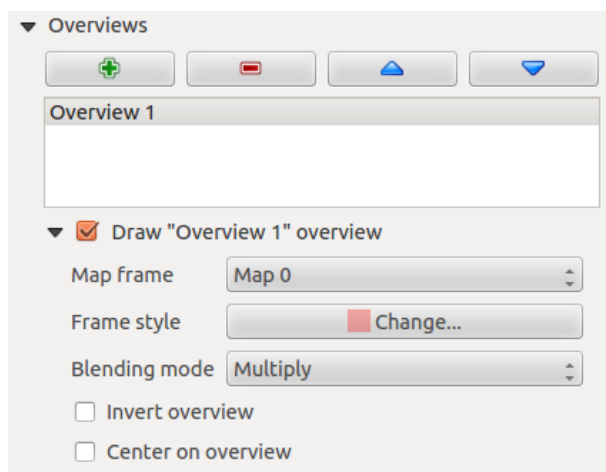 Overviews
Overview 1
Draw "Overview 1" overview
Map frame Map 0
Frame style Change...
Blending mode Multiply
Invert overview
Center on overview